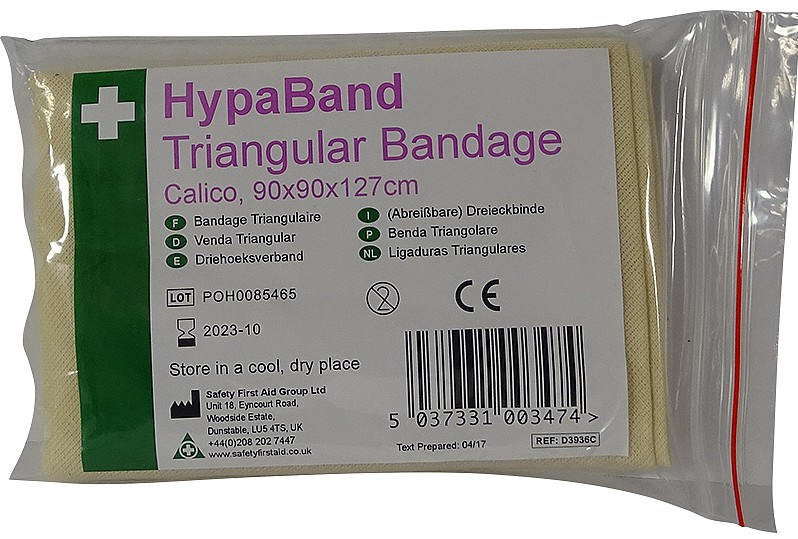 HypaBand
Triangular Bandage
Calico, 90x90x127cm
F Bandage Triangulaire
D Venda Triangular
E Driehoeksverband
I (Abreißbare) Dreieckbinde
P Benda Triangolare
NL Ligaduras Triangulares
LOT POH0085465
2
CE
2023-10
Store in a cool, dry place
Safety First Aid Group Ltd
Unit 18, Eyncourt Road,
Woodside Estate,
Dunstable, LU5 4TS, UK
+44(0)208 202 7447
www.safetyfirstaid.co.uk
5 037331 003474 >
Text Prepared: 04/17
REF: D3936C